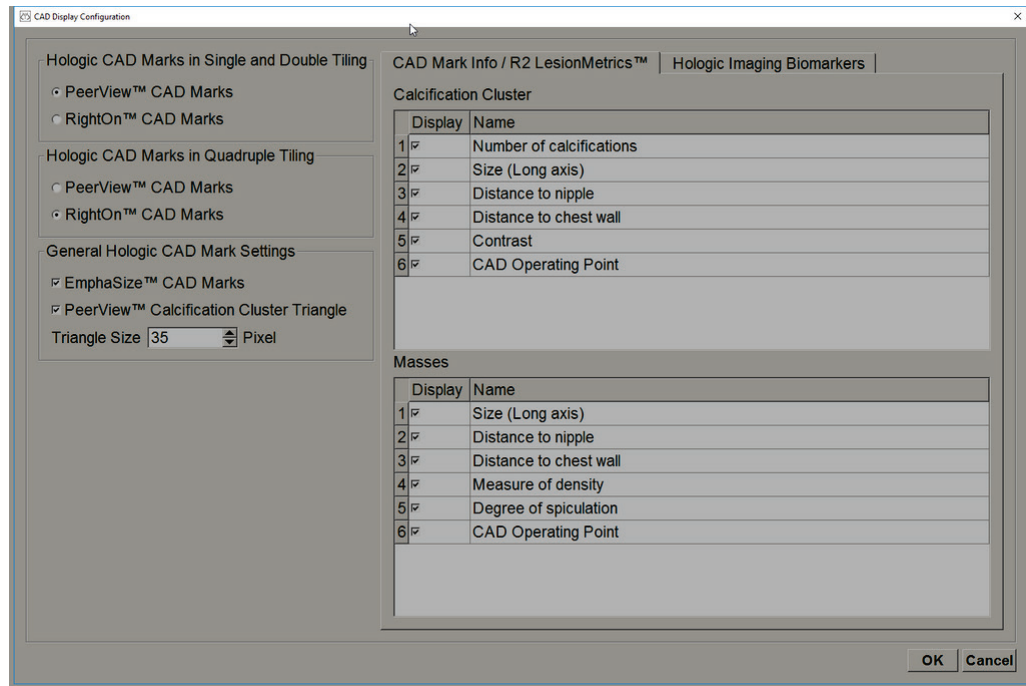 CAD Display Configuration
Hologic CAD Marks in Single and Double Tiling
PeerView™ CAD Marks
RightOn™ CAD Marks
Hologic CAD Marks in Quadruple Tiling
PeerView™ CAD Marks
RightOn™ CAD Marks
General Hologic CAD Mark Settings
EmphaSize™ CAD Marks
PeerView™ Calcification Cluster Triangle
Triangle Size 35 Pixel
CAD Mark Info / R2 LesionMetrics™ Hologic Imaging Biomarkers
Calcification Cluster
Display Name
1 Number of calcifications
2 Size (Long axis)
3 Distance to nipple
4 Distance to chest wall
5 Contrast
6 CAD Operating Point
Masses
Display Name
1 Size (Long axis)
2 Distance to nipple
3 Distance to chest wall
4 Measure of density
5 Degree of spiculation
6 CAD Operating Point
OK Cancel